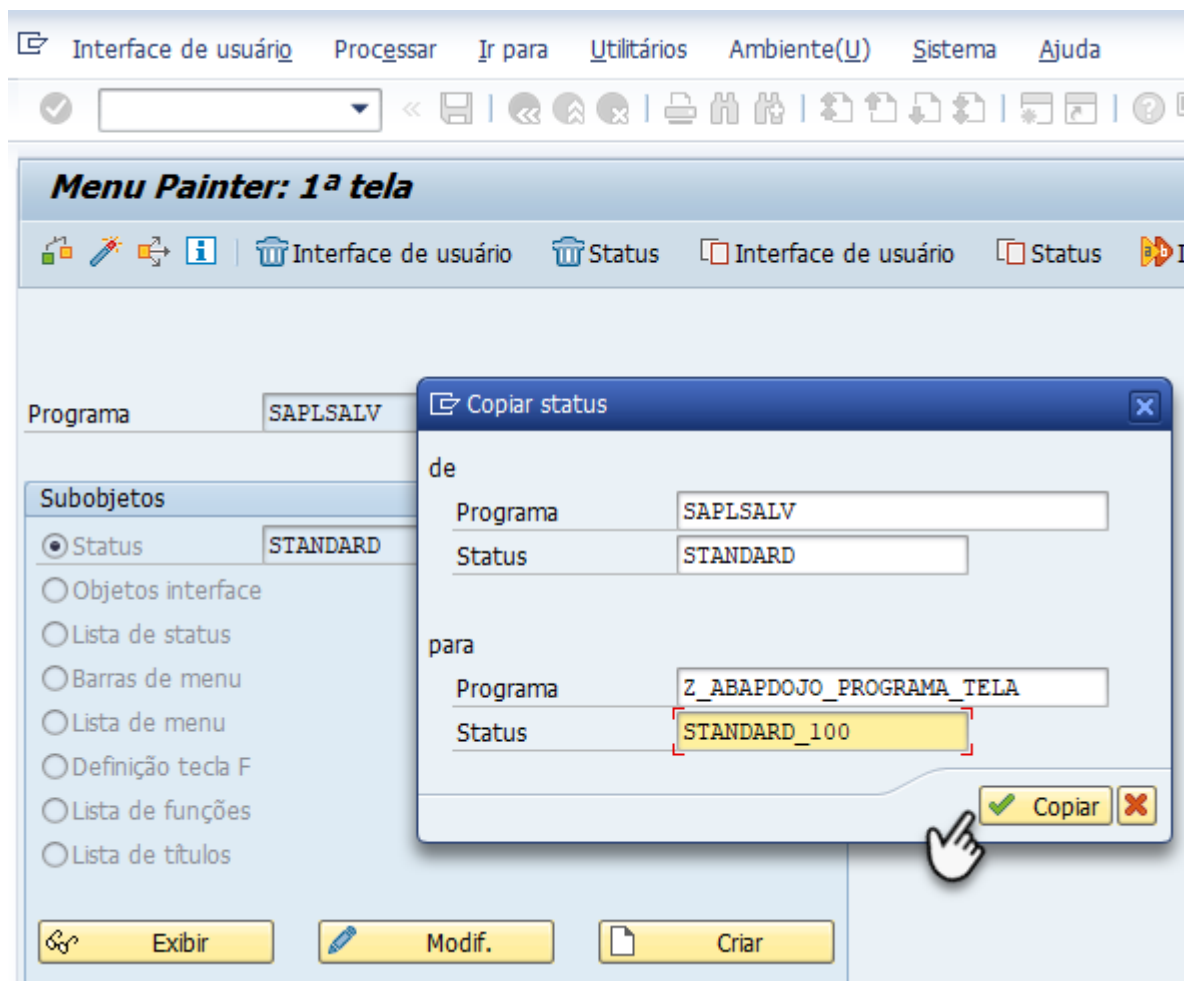 Interface de usuário Processar Ir para Utilitários Ambiente(U) Sistema Ajuda
Menu Painter: 1ª tela
Interface de usuário Status Interface de usuário Status
Programa SAPLSALV
Subobjetos
Status STANDARD
Objetos interface
Lista de status
Barras de menu
Lista de menu
Definição tecla F
Lista de funções
Lista de títulos
Exibir Modif. Criar
Copiar status
de
Programa SAPLSALV
Status STANDARD
para
Programa Z_ABAPDOJO_PROGRAMA_TELA
Status STANDARD_100
Copiar